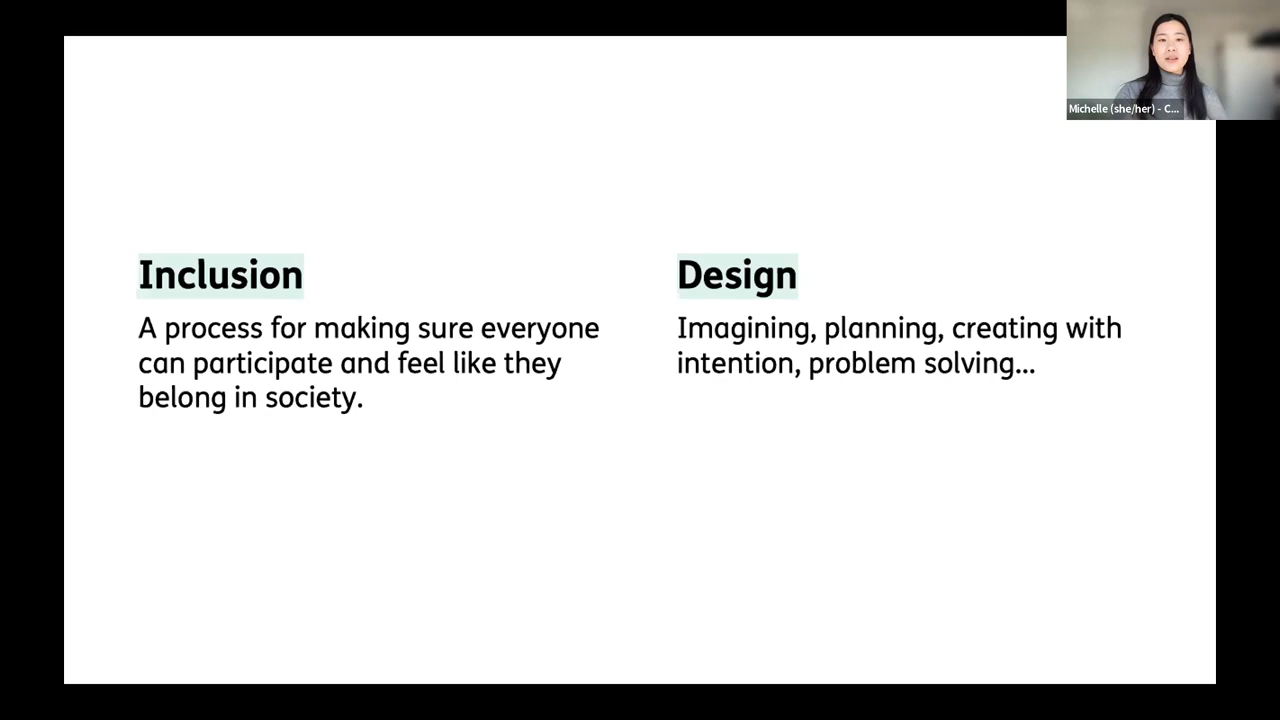 Michelle (she/her) - C...
Inclusion
A process for making sure everyone
can participate and feel like they
belong in society.
Design
Imagining, planning, creating with
intention, problem solving...